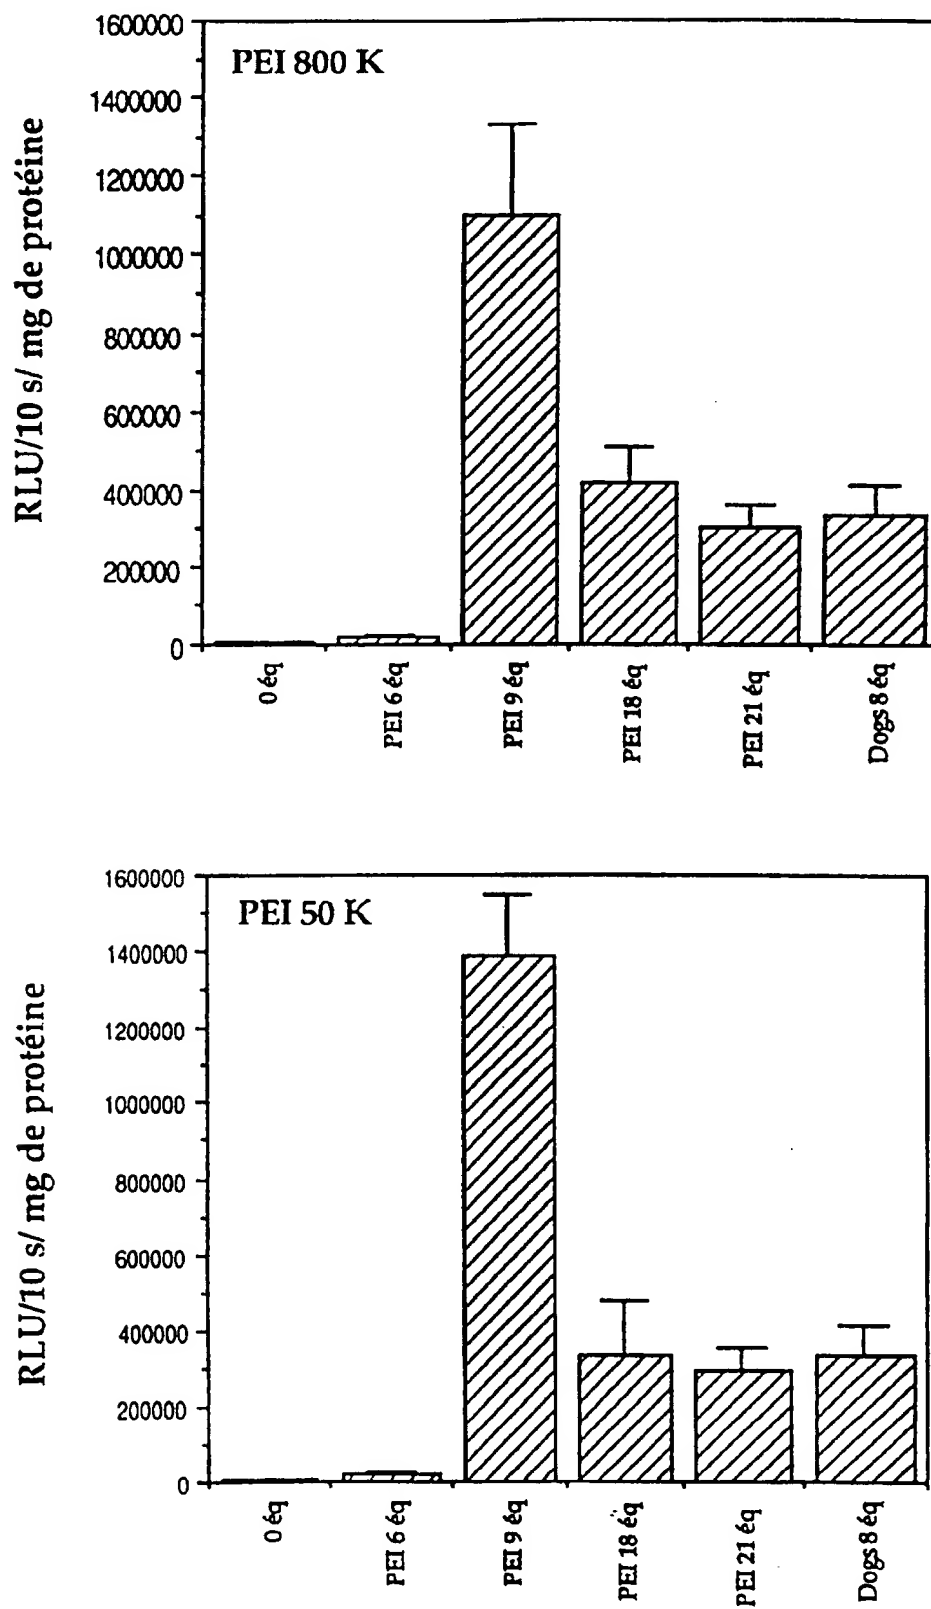 PEI 800 K
RLU/10 s/ mg de protéine
1600000
1400000
1200000
1000000
800000
600000
400000
200000
0
0 éq
PEI 6 éq
PEI 9 éq
PEI 18 éq
PEI 21 éq
Dogs 8 éq
PEI 50 K
RLU/10 s/ mg de protéine
1600000
1400000
1200000
1000000
800000
600000
400000
200000
0
0 éq
PEI 6 éq
PEI 9 éq
PEI 18 éq
PEI 21 éq
Dogs 8 éq